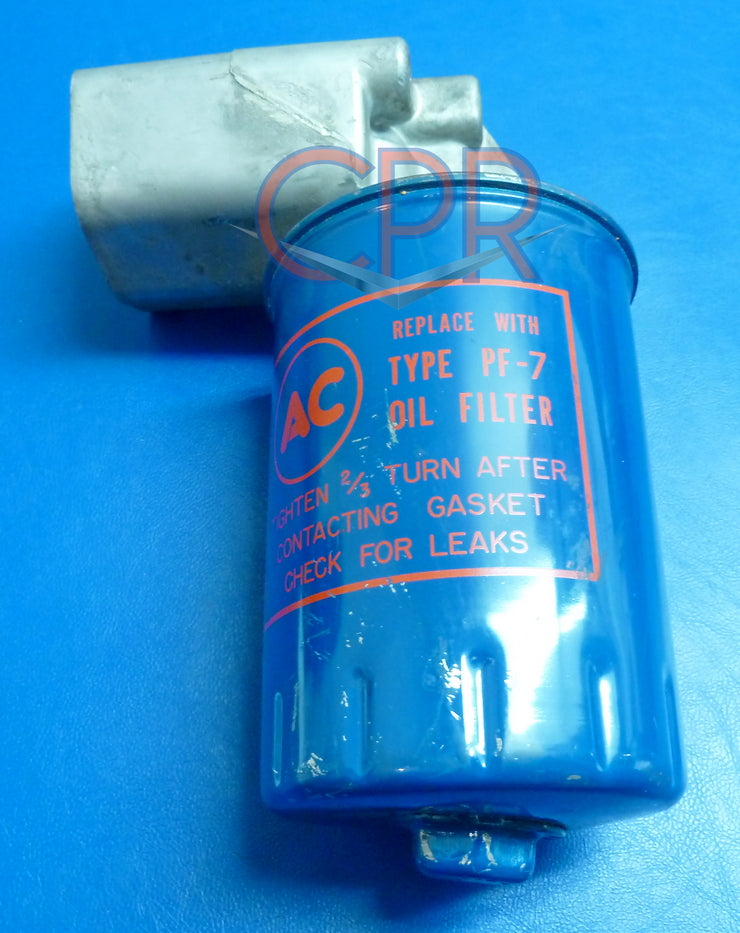 CPR
REPLACE WITH
TYPE PF-7
OIL FILTER
AC
TIGHTEN 2/3 TURN AFTER
CONTACTING GASKET
CHECK FOR LEAKS